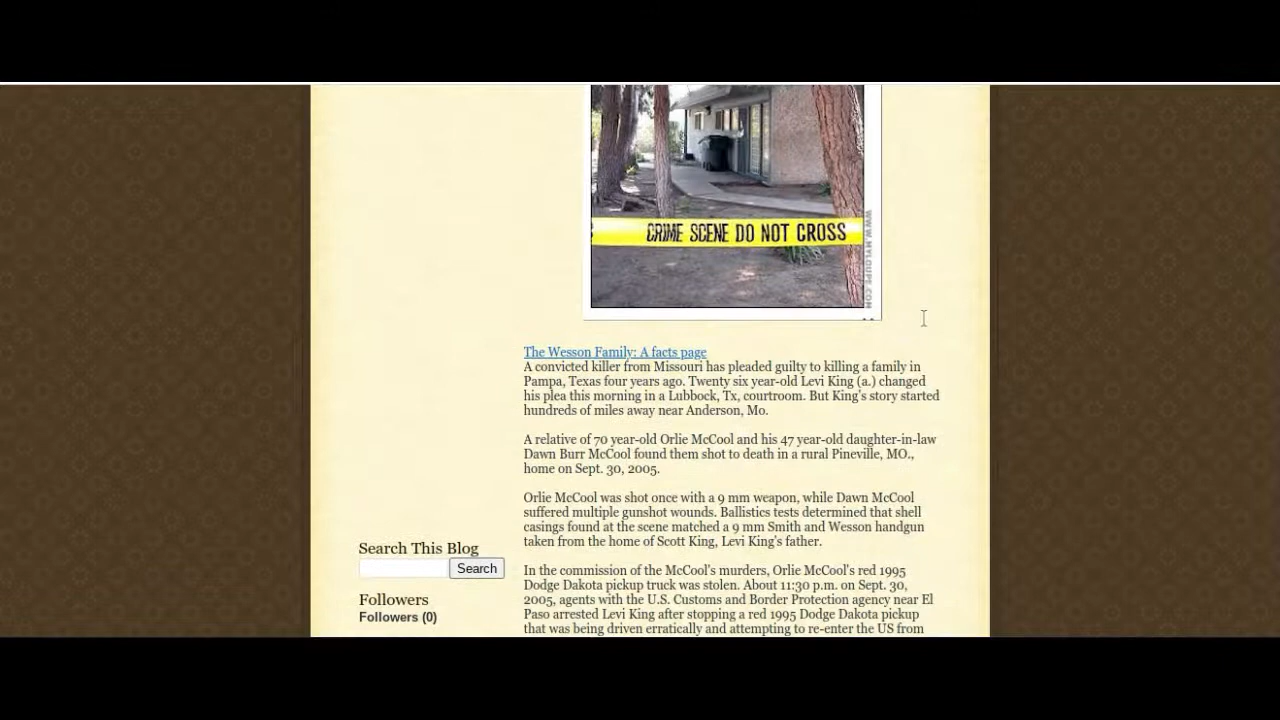 CRIME SCENE DO NOT CROSS
The Wesson Family: A facts page
A convicted killer from Missouri has pleaded guilty to killing a family in
Pampa, Texas four years ago. Twenty six year-old Levi King (a.) changed
his plea this morning in a Lubbock, Tx, courtroom. But King's story started
hundreds of miles away near Anderson, Mo.
A relative of 70 year-old Orlie McCool and his 47 year-old daughter-in-law
Dawn Burr McCool found them shot to death in a rural Pineville, MO.,
home on Sept. 30, 2005.
Orlie McCool was shot once with a 9 mm weapon, while Dawn McCool
suffered multiple gunshot wounds. Ballistics tests determined that shell
casings found at the scene matched a 9 mm Smith and Wesson handgun
taken from the home of Scott King, Levi King's father.
In the commission of the McCool's murders, Orlie McCool's red 1995
Dodge Dakota pickup truck was stolen. About 11:30 p.m. on Sept. 30,
2005, agents with the U.S. Customs and Border Protection agency near El
Paso arrested Levi King after stopping a red 1995 Dodge Dakota pickup
that was being driven erratically and attempting to re-enter the US from
Search This Blog
Search
Followers
Followers (0)